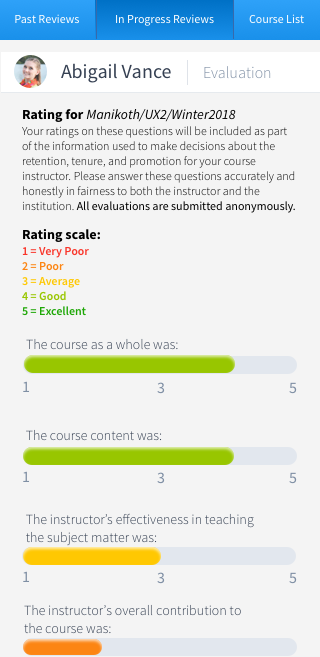 Past Reviews
In Progress Reviews
Course List
Abigail Vance
Evaluation
Rating for Manikoth/UX2/Winter2018
Your ratings on these questions will be included as part
of the information used to make decisions about the
retention, tenure, and promotion for your course
instructor. Please answer these questions accurately and
honestly in fairness to both the instructor and the
institution. All evaluations are submitted anonymously.
Rating scale:
1 = Very Poor
2 = Poor
3 = Average
4 = Good
5 = Excellent
The course as a whole was:
1 3 5
The course content was:
1 3 5
The instructor's effectiveness in teaching
the subject matter was:
1 3 5
The instructor's overall contribution to
the course was: